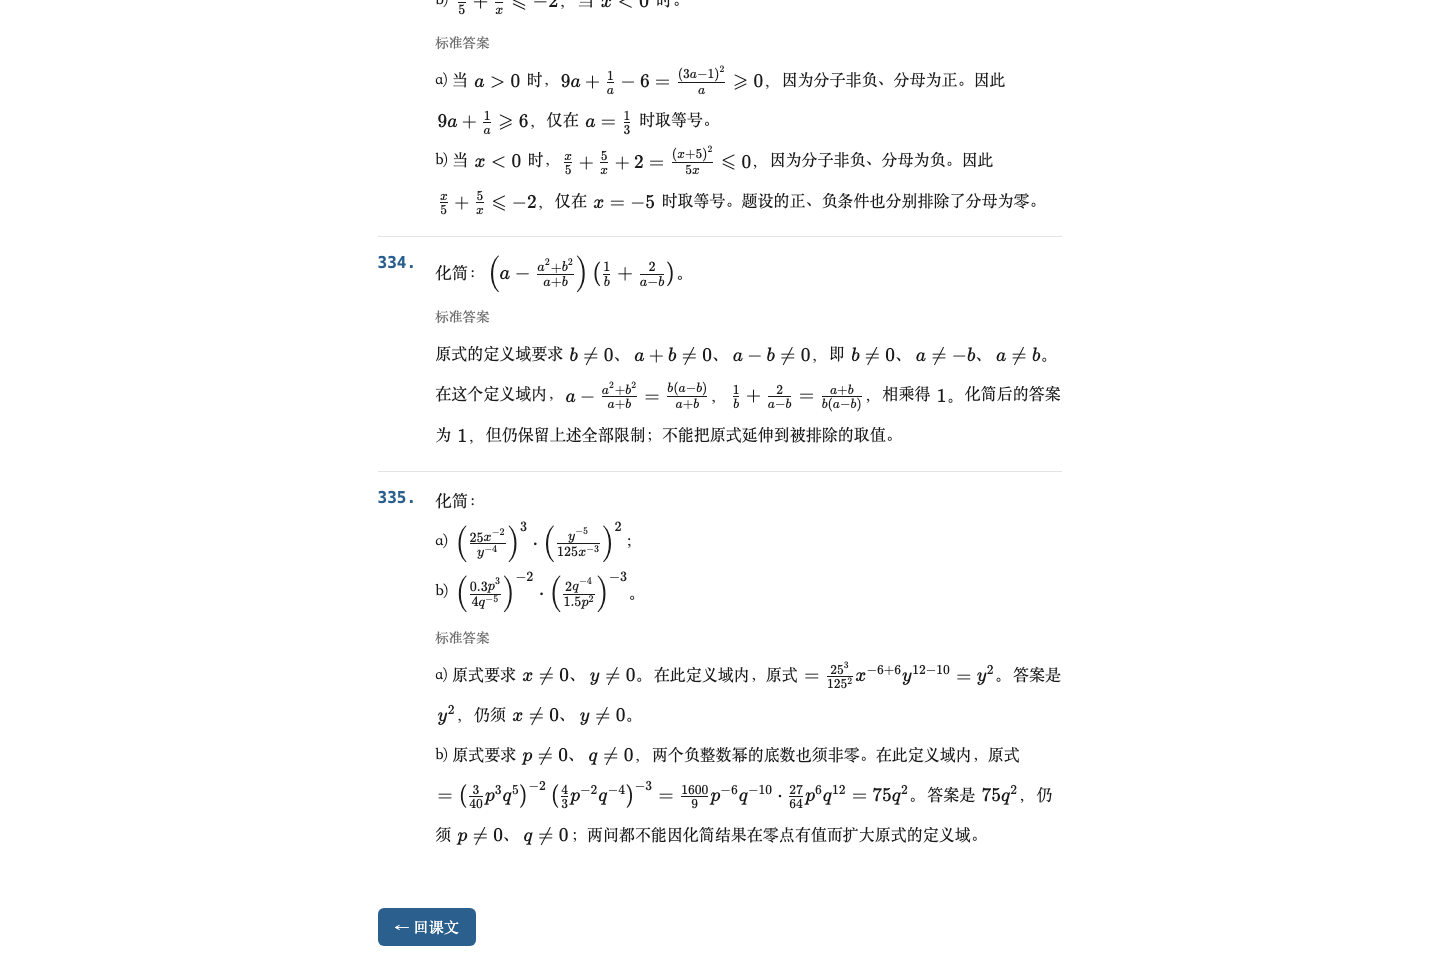 b) x/5 + 5/x ⩽ −2，当 x < 0 时。
标准答案
a) 当 a > 0 时，9a + 1/a − 6 = (3a−1)²/a ⩾ 0，因为分子非负、分母为正。因此
9a + 1/a ⩾ 6，仅在 a = 1/3 时取等号。
b) 当 x < 0 时，x/5 + 5/x + 2 = (x+5)²/5x ⩽ 0，因为分子非负、分母为负。因此
x/5 + 5/x ⩽ −2，仅在 x = −5 时取等号。题设的正、负条件也分别排除了分母为零。
334. 化简：(a − (a²+b²)/(a+b)) (1/b + 2/(a−b))。
标准答案
原式的定义域要求 b ≠ 0、a + b ≠ 0、a − b ≠ 0，即 b ≠ 0、a ≠ −b、a ≠ b。
在这个定义域内，a − (a²+b²)/(a+b) = b(a−b)/(a+b)，1/b + 2/(a−b) = (a+b)/(b(a−b))，相乘得 1。化简后的答案
为 1，但仍保留上述全部限制；不能把原式延伸到被排除的取值。
335. 化简：
a) (25x⁻²/y⁻⁴)³ · (y⁻⁵/125x⁻³)²；
b) (0.3p³/4q⁻⁵)⁻² · (2q⁻⁴/1.5p²)⁻³。
标准答案
a) 原式要求 x ≠ 0、y ≠ 0。在此定义域内，原式 = 25³/125² x⁻⁶⁺⁶y¹²⁻¹⁰ = y²。答案是
y²，仍须 x ≠ 0、y ≠ 0。
b) 原式要求 p ≠ 0、q ≠ 0，两个负整数幂的底数也须非零。在此定义域内，原式
= (3/40 p³q⁵)⁻² (4/3 p⁻²q⁻⁴)⁻³ = 1600/9 p⁻⁶q⁻¹⁰ · 27/64 p⁶q¹² = 75q²。答案是 75q²，仍
须 p ≠ 0、q ≠ 0；两问都不能因化简结果在零点有值而扩大原式的定义域。
← 回课文